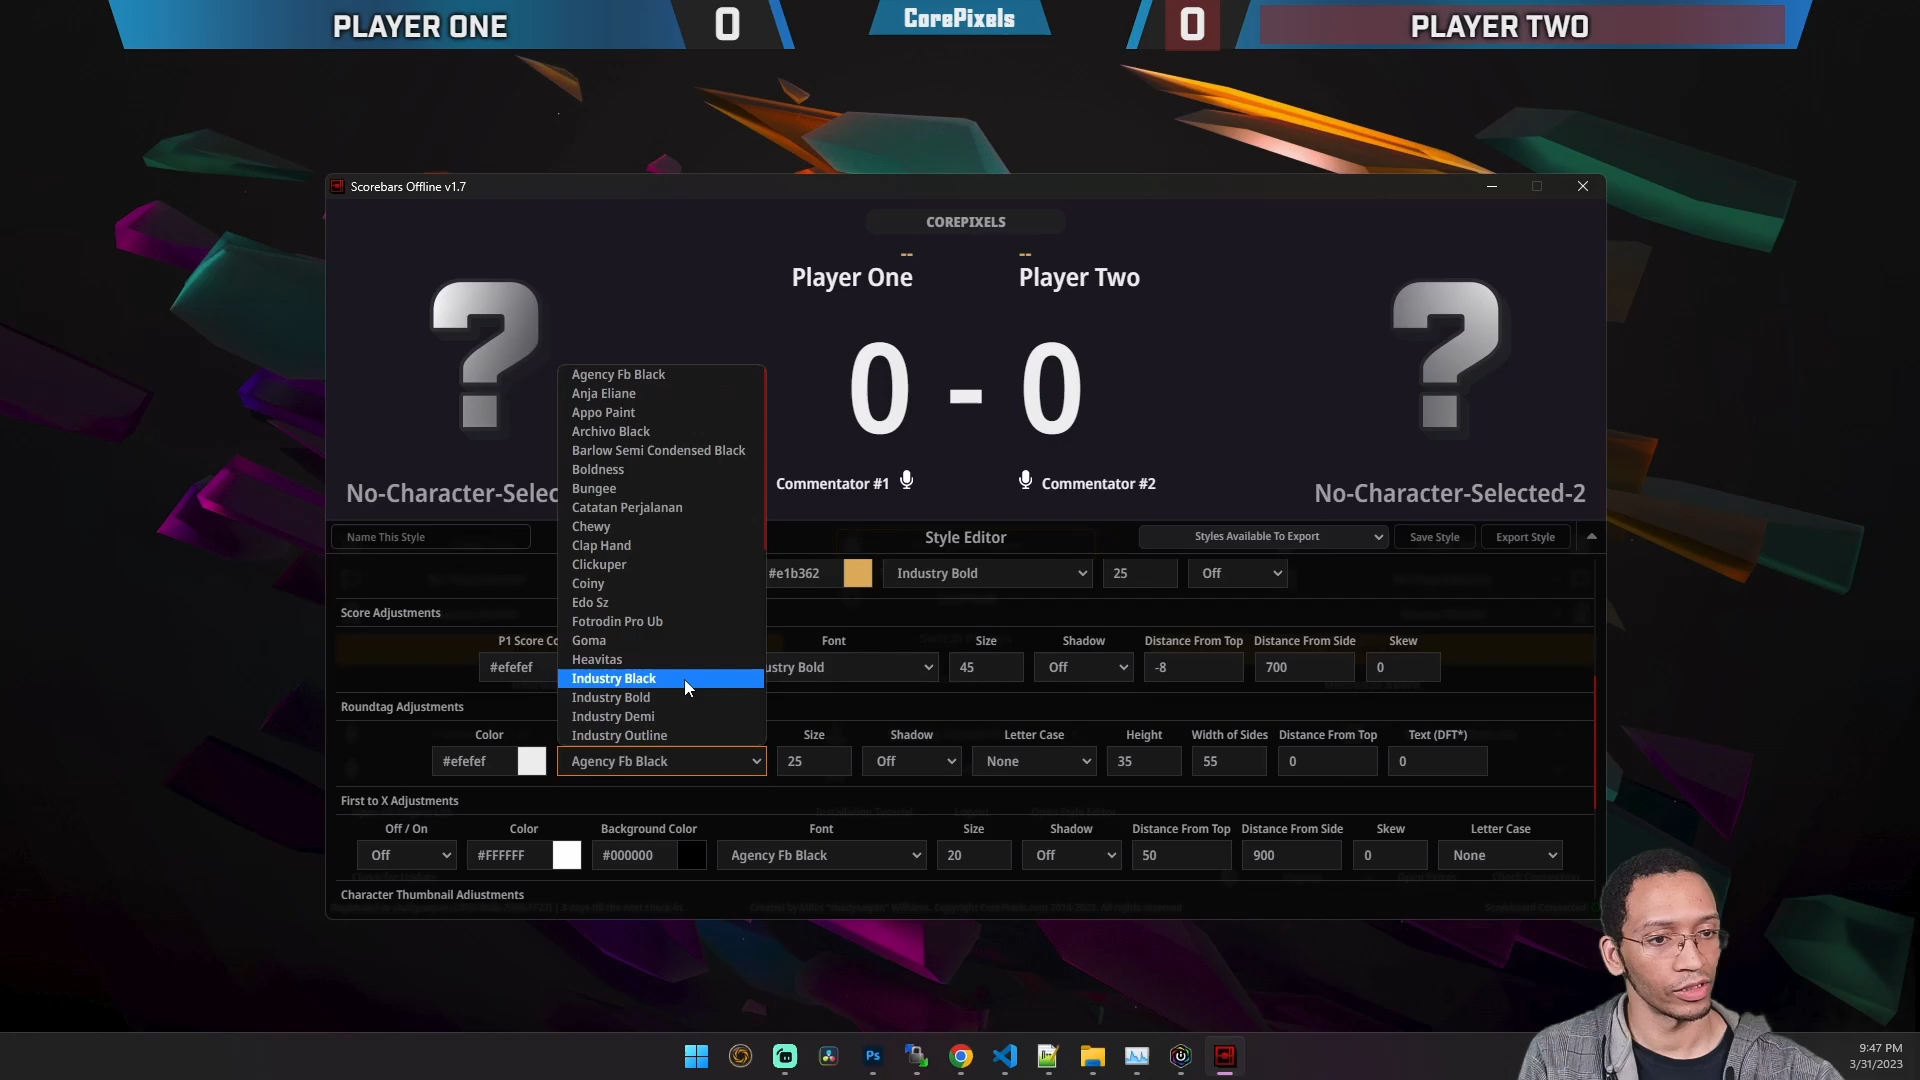 PLAYER ONE 0 CorePixels 0 PLAYER TWO
Scorebars Offline v1.7
COREPIXELS
-- --
Player One Player Two
0 - 0
Commentator #1 Commentator #2
No-Character-Selec No-Character-Selected-2
Agency Fb Black
Anja Eliane
Appo Paint
Archivo Black
Barlow Semi Condensed Black
Boldness
Bungee
Catatan Perjalanan
Chewy
Clap Hand
Clickuper
Coiny
Edo Sz
Fotrodin Pro Ub
Goma
Heavitas
Industry Black
Industry Bold
Industry Demi
Industry Outline
Name This Style Style Editor Styles Available To Export Save Style Export Style
#e1b362 Industry Bold 25 Off
Score Adjustments
P1 Score Co Font Size Shadow Distance From Top Distance From Side Skew
#efefef ustry Bold 45 Off -8 700 0
Roundtag Adjustments
Color Size Shadow Letter Case Height Width of Sides Distance From Top Text (DFT*)
#efefef Agency Fb Black 25 Off None 35 55 0 0
First to X Adjustments
Off / On Color Background Color Font Size Shadow Distance From Top Distance From Side Skew Letter Case
Off #FFFFFF #000000 Agency Fb Black 20 Off 50 900 0 None
Character Thumbnail Adjustments
Ps
9:47 PM
3/31/2023